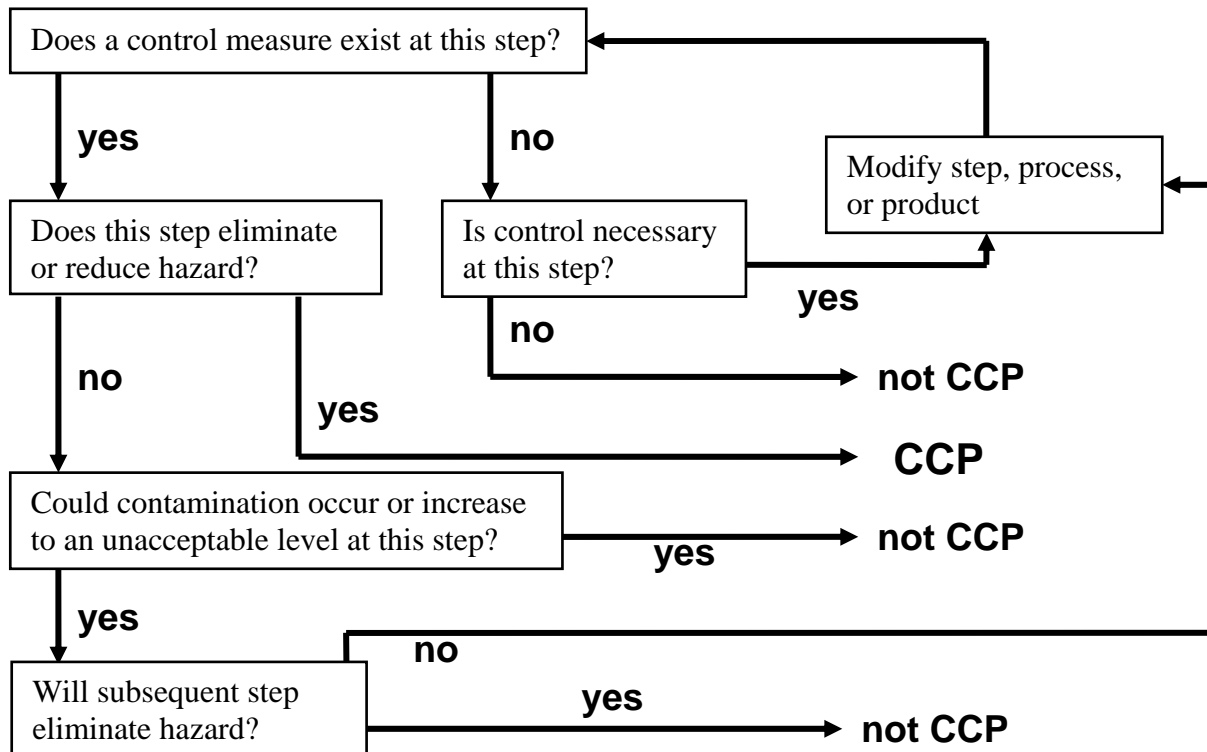 Does a control measure exist at this step?
yes
no
Modify step, process,
or product
Does this step eliminate
or reduce hazard?
Is control necessary
at this step?
yes
no
not CCP
no
yes
CCP
Could contamination occur or increase
to an unacceptable level at this step?
yes
not CCP
yes
no
Will subsequent step
eliminate hazard?
yes
not CCP